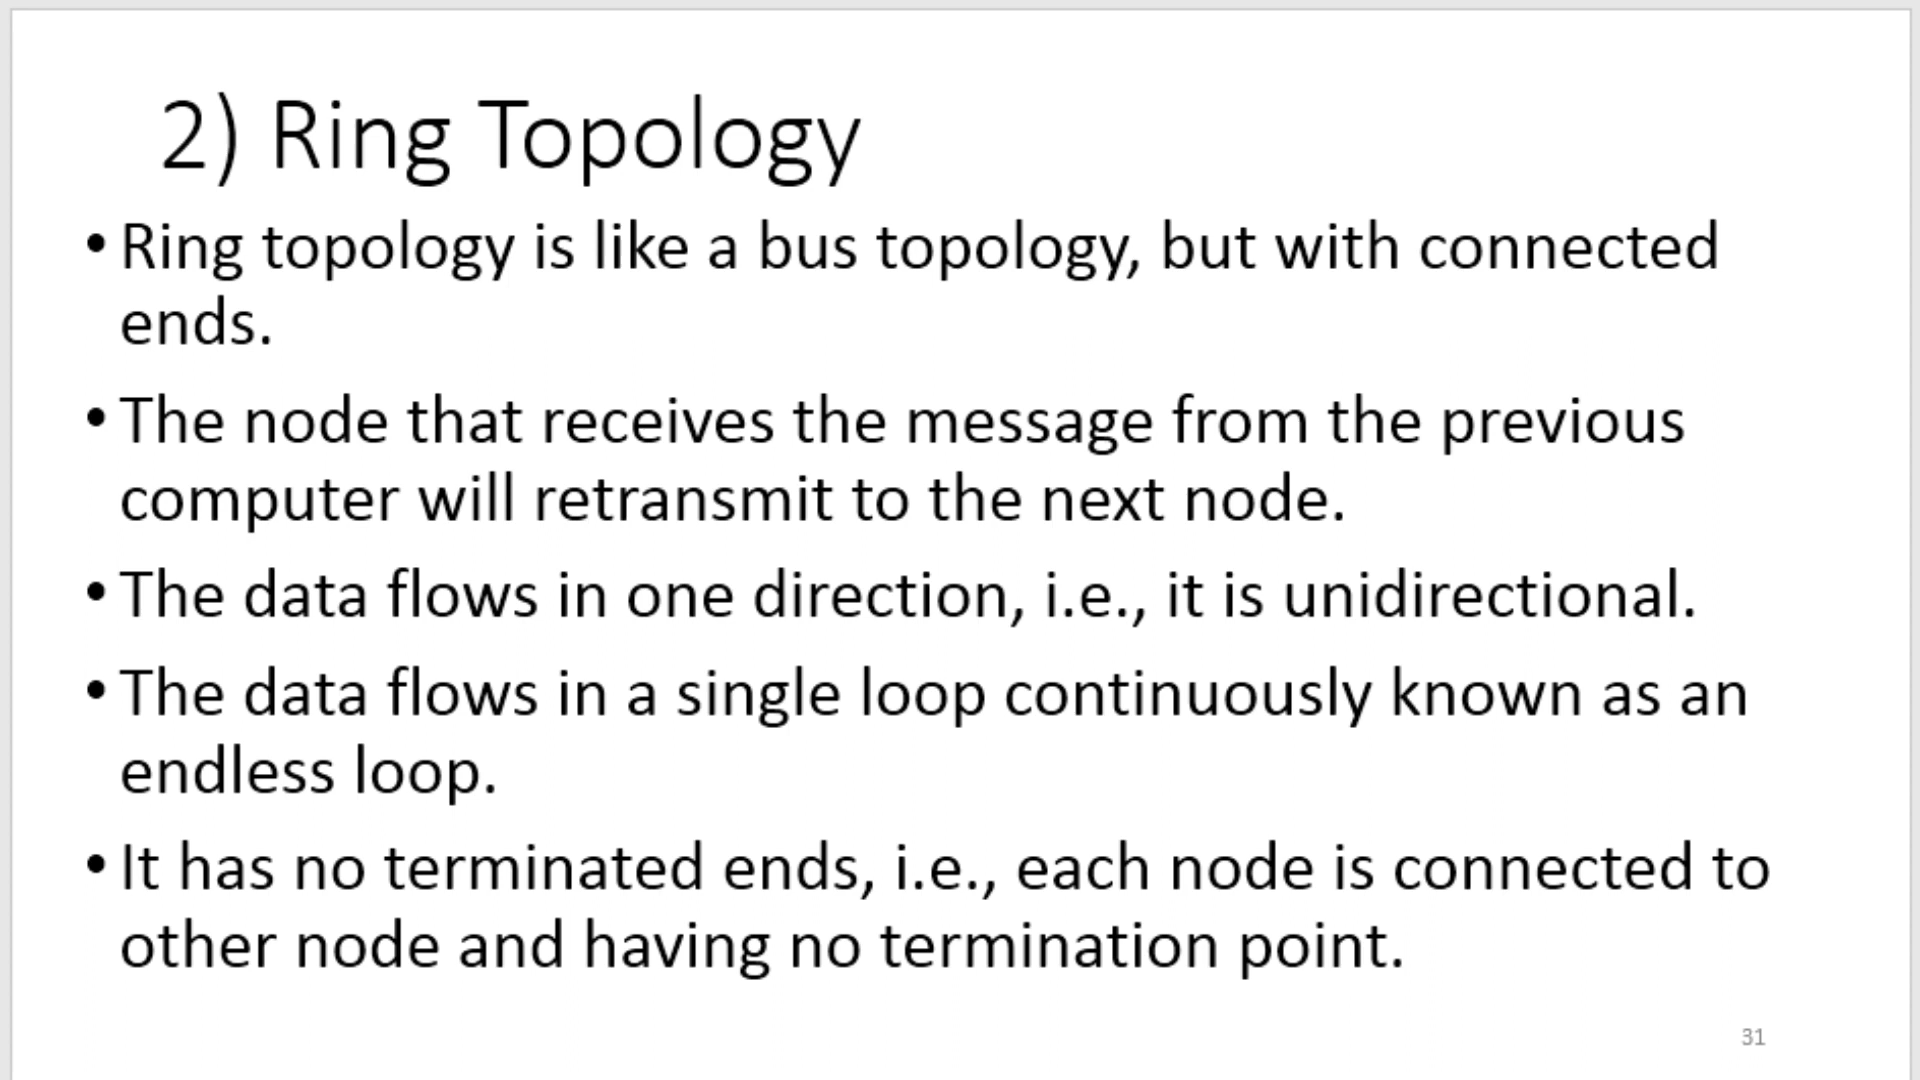 2) Ring Topology
• Ring topology is like a bus topology, but with connected
ends.
• The node that receives the message from the previous
computer will retransmit to the next node.
• The data flows in one direction, i.e., it is unidirectional.
• The data flows in a single loop continuously known as an
endless loop.
• It has no terminated ends, i.e., each node is connected to
other node and having no termination point.
31